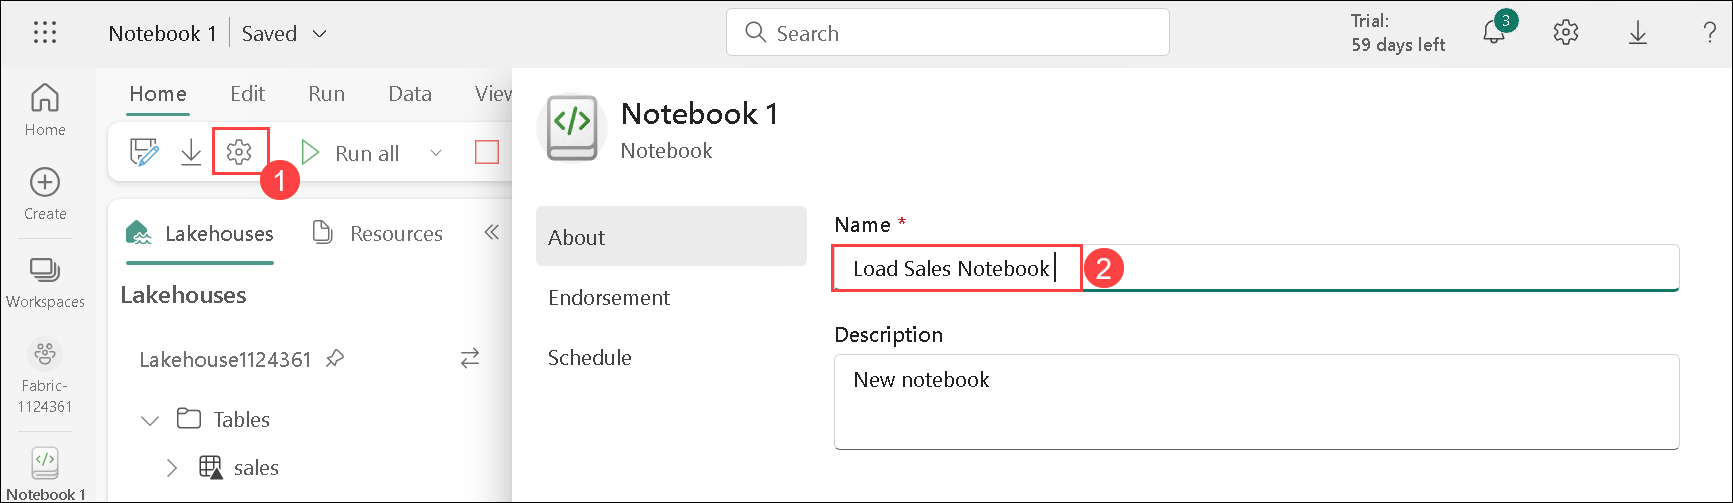 Notebook 1 Saved
Search
Trial:
59 days left
3
?
Home
Create
Workspaces
Fabric-
1124361
Notebook 1
Home Edit Run Data View
Run all
1
Lakehouses Resources
Lakehouses
Lakehouse1124361
Tables
sales
</> Notebook 1
Notebook
About
Endorsement
Schedule
Name *
Load Sales Notebook
2
Description
New notebook